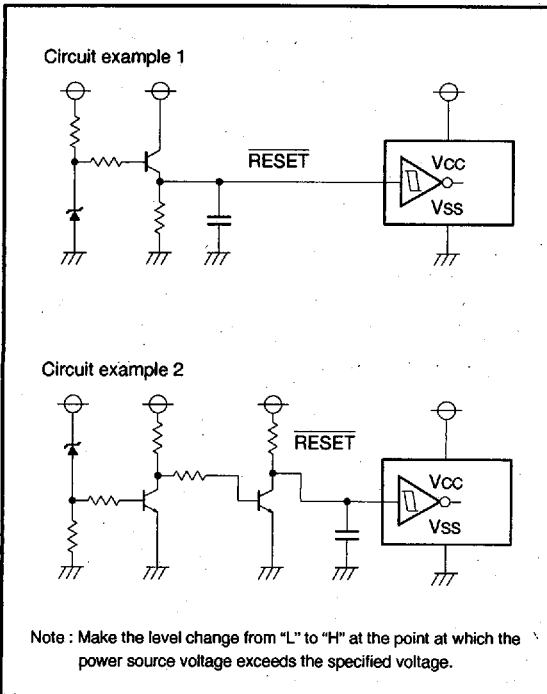 Circuit example 1
RESET
VCC
VSS
Circuit example 2
RESET
VCC
VSS
Note : Make the level change from “L” to “H” at the point at which the
power source voltage exceeds the specified voltage.